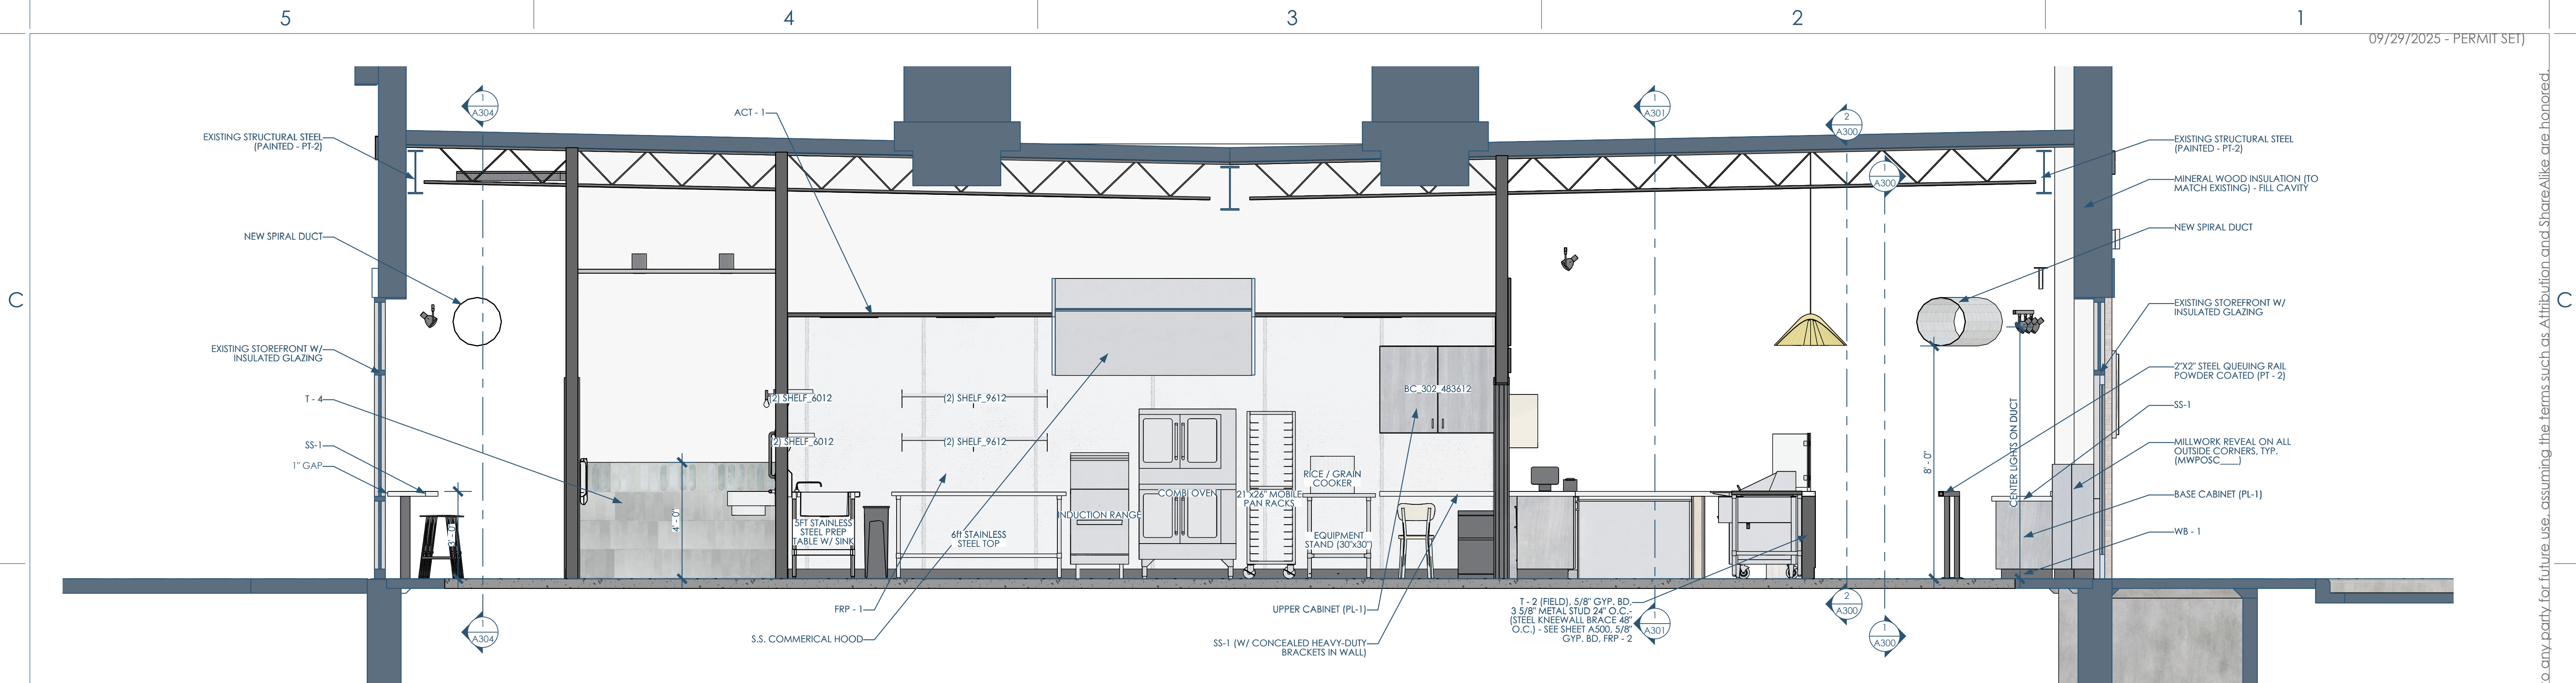 5
4
3
2
1
09/29/2025 - PERMIT SET)
C
C
1
A304
ACT - 1
1
A301
2
A300
1
A300
EXISTING STRUCTURAL STEEL
(PAINTED - PT-2)
NEW SPIRAL DUCT
EXISTING STOREFRONT W/
INSULATED GLAZING
T - 4
SS-1
1" GAP
3' - 0"
4' - 0"
(2) SHELF_6012
(2) SHELF_6012
(2) SHELF_9612
(2) SHELF_9612
BC_302_483612
5FT STAINLESS
STEEL PREP
TABLE W/ SINK
6ft STAINLESS
STEEL TOP
INDUCTION RANGE
COMBI OVEN
21"x26" MOBILE
PAN RACKS
RICE / GRAIN
COOKER
EQUIPMENT
STAND (30"x30")
8' - 0"
CENTER LIGHTS ON DUCT
EXISTING STRUCTURAL STEEL
(PAINTED - PT-2)
MINERAL WOOD INSULATION (TO
MATCH EXISTING) - FILL CAVITY
NEW SPIRAL DUCT
EXISTING STOREFRONT W/
INSULATED GLAZING
2"X2" STEEL QUEUING RAIL
POWDER COATED (PT - 2)
SS-1
MILLWORK REVEAL ON ALL
OUTSIDE CORNERS, TYP.
(MWPOSC____)
BASE CABINET (PL-1)
WB - 1
FRP - 1
S.S. COMMERICAL HOOD
UPPER CABINET (PL-1)
SS-1 (W/ CONCEALED HEAVY-DUTY
BRACKETS IN WALL)
T - 2 (FIELD), 5/8" GYP. BD,
3 5/8" METAL STUD 24" O.C.-
(STEEL KNEEWALL BRACE 48"
O.C.) - SEE SHEET A500, 5/8"
GYP. BD, FRP - 2
1
A304
1
A301
2
A300
1
A300
o any party for future use, assuming the terms such as Attribution and ShareAlike are honored.